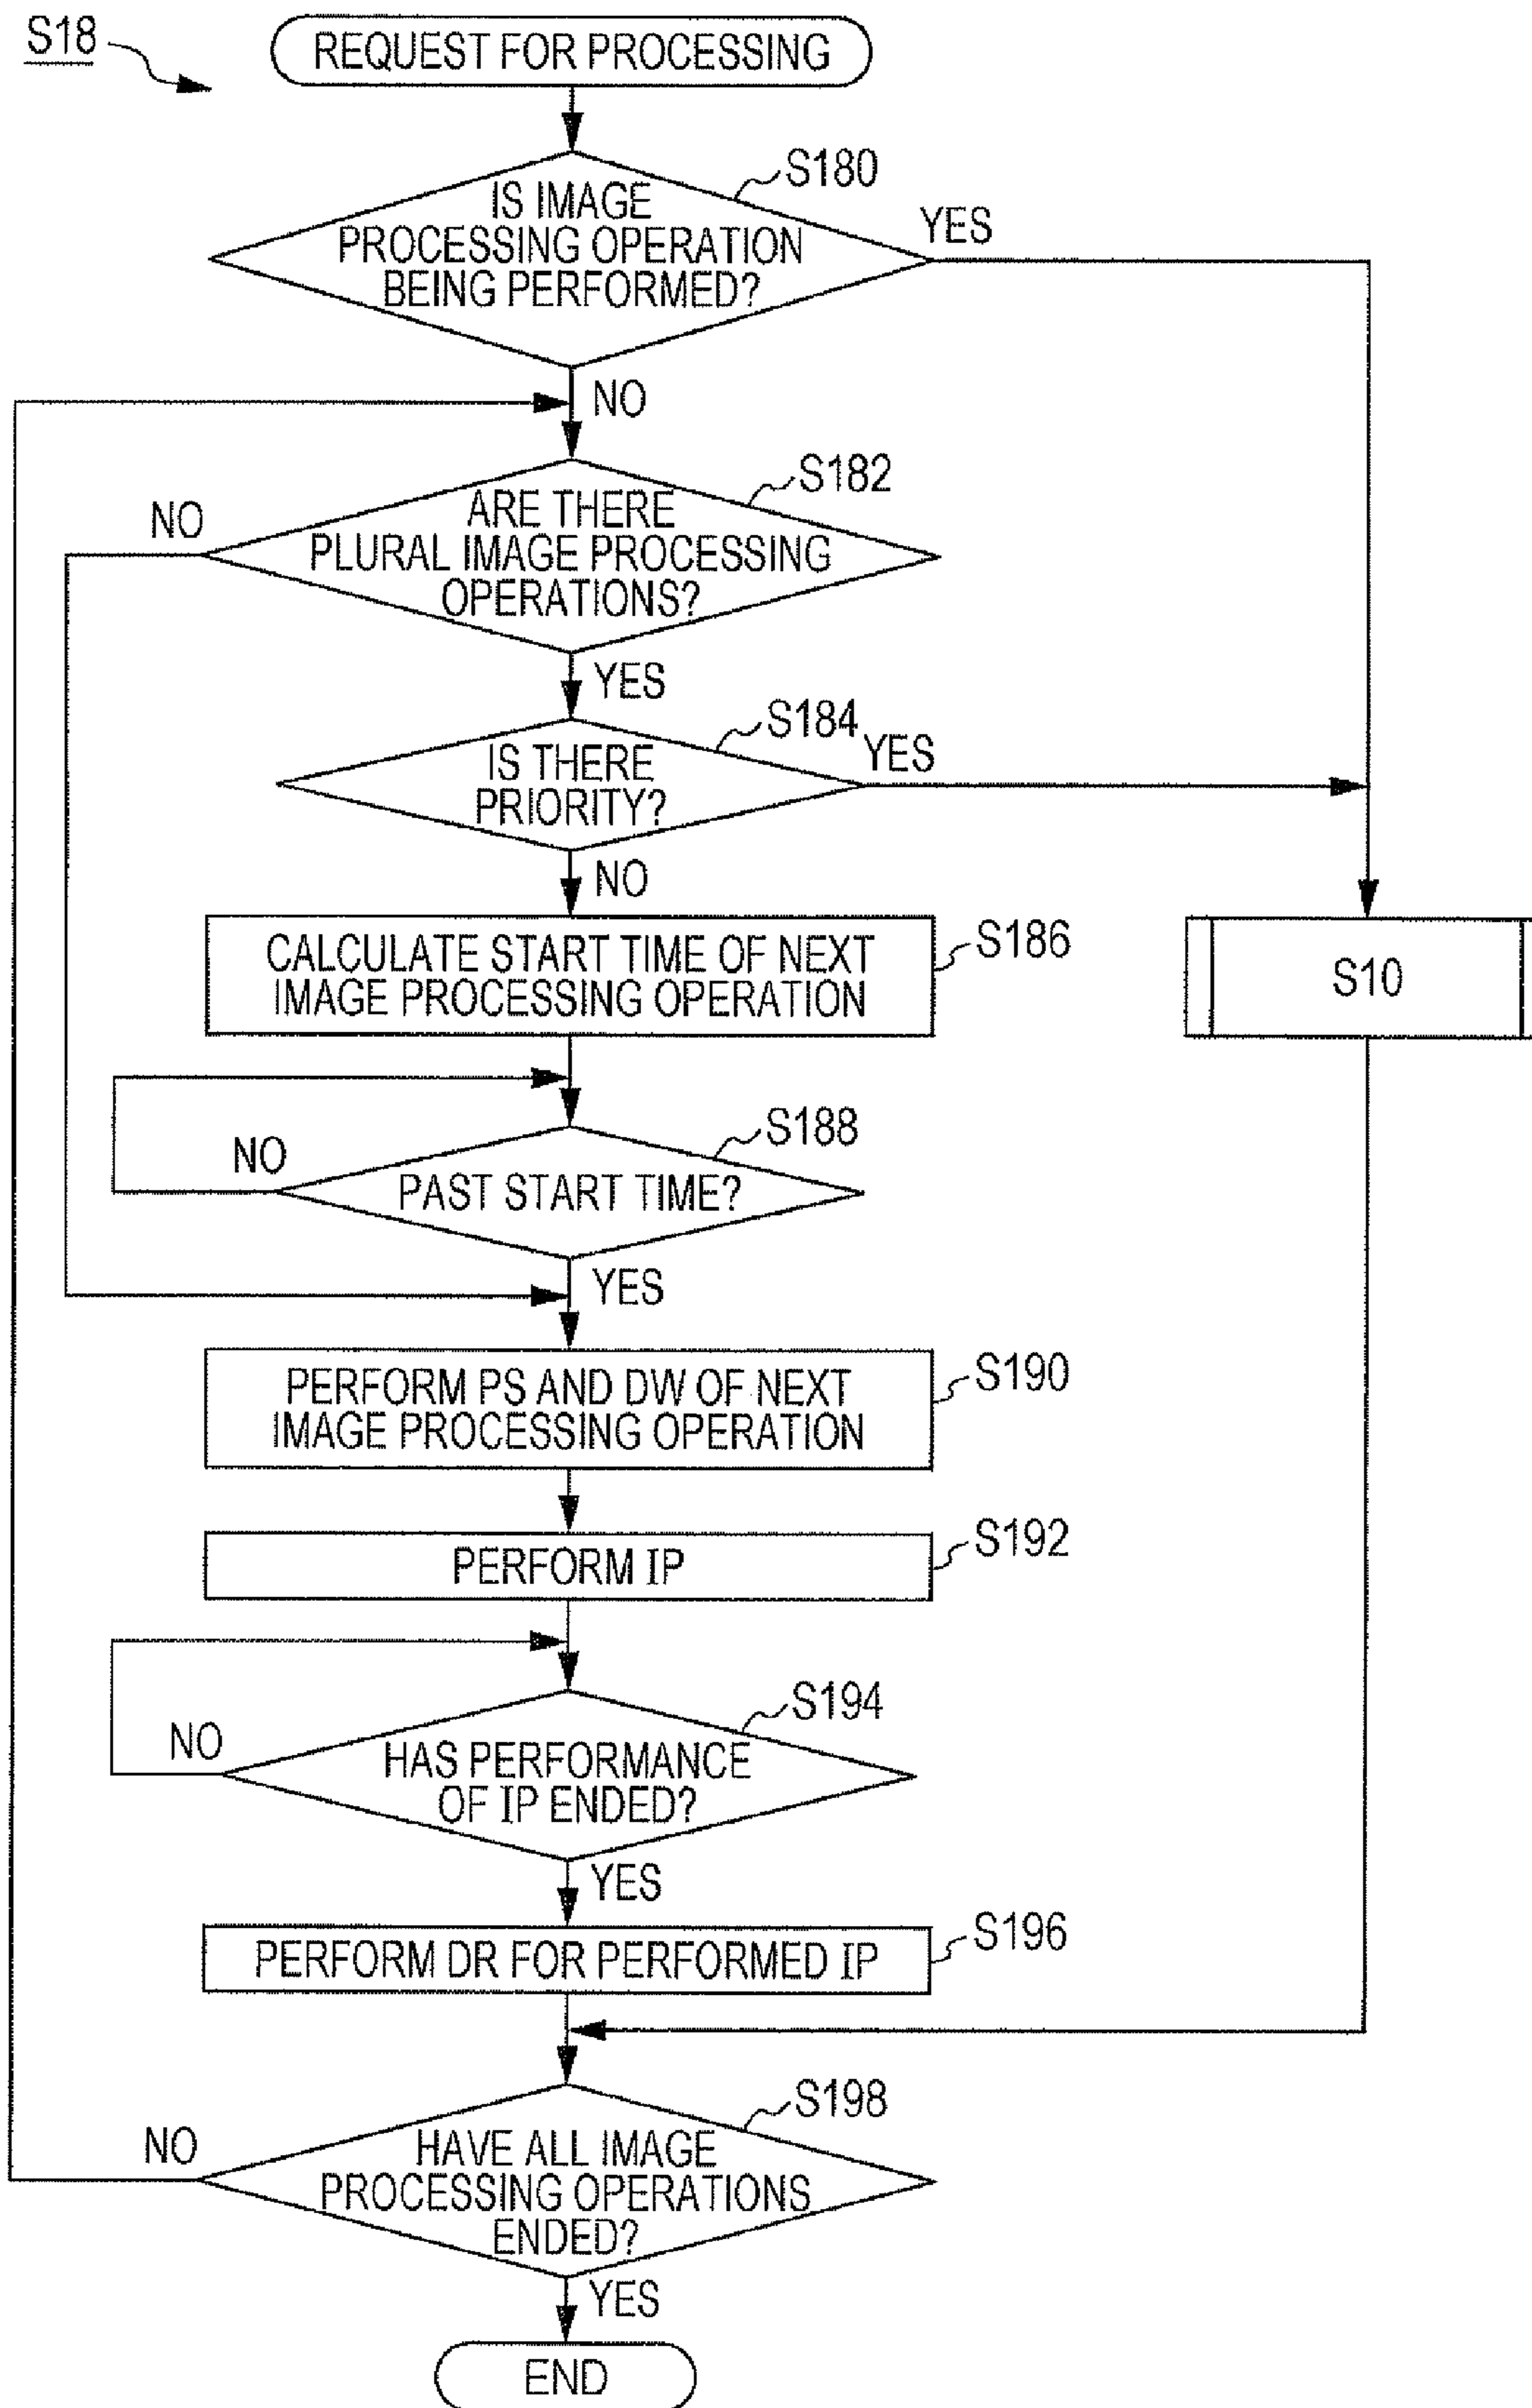 S18
REQUEST FOR PROCESSING
S180
IS IMAGE
PROCESSING OPERATION
BEING PERFORMED?
YES
NO
S182
ARE THERE
PLURAL IMAGE PROCESSING
OPERATIONS?
NO
YES
S184
IS THERE
PRIORITY?
YES
NO
CALCULATE START TIME OF NEXT
IMAGE PROCESSING OPERATION
S186
S10
S188
NO
PAST START TIME?
YES
PERFORM PS AND DW OF NEXT
IMAGE PROCESSING OPERATION
S190
PERFORM IP
S192
S194
NO
HAS PERFORMANCE
OF IP ENDED?
YES
PERFORM DR FOR PERFORMED IP
S196
S198
NO
HAVE ALL IMAGE
PROCESSING OPERATIONS
ENDED?
YES
END